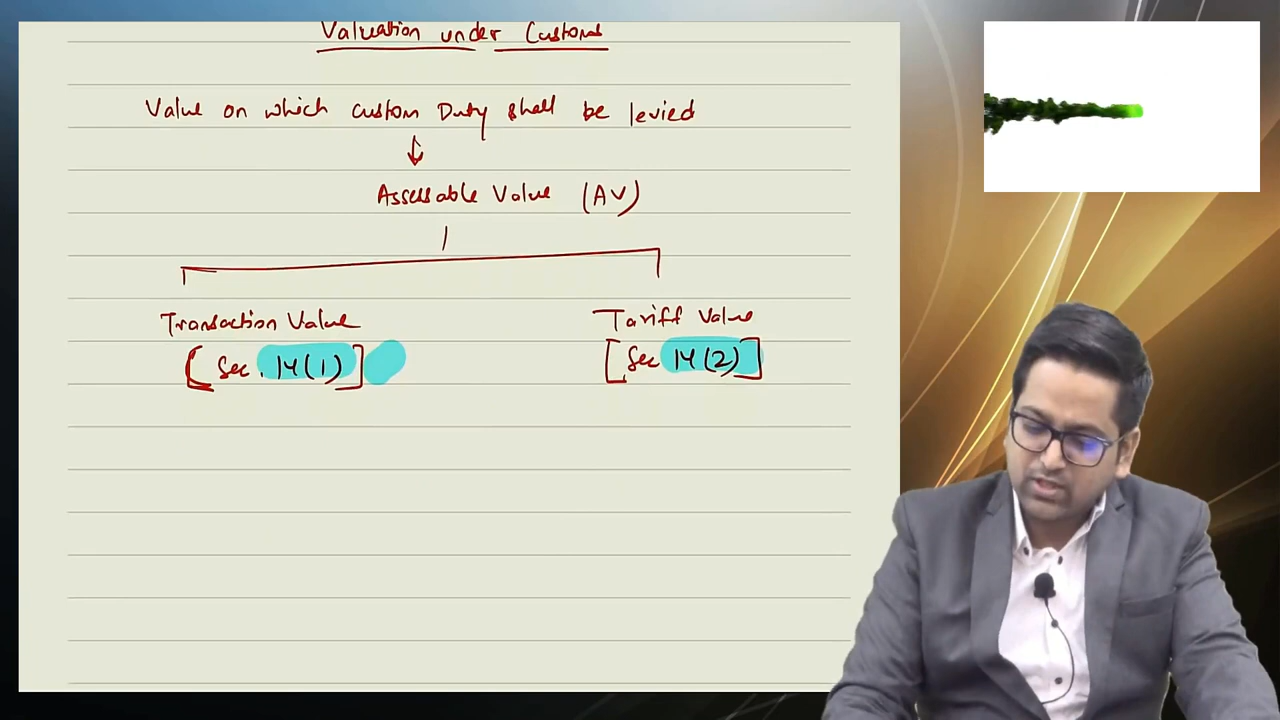 Valuation under Customs
Value on which custom Duty shall be levied
Assessable Value (AV)
Transaction Value
Tariff Value
[Sec. 14(1)]
[Sec 14(2)]